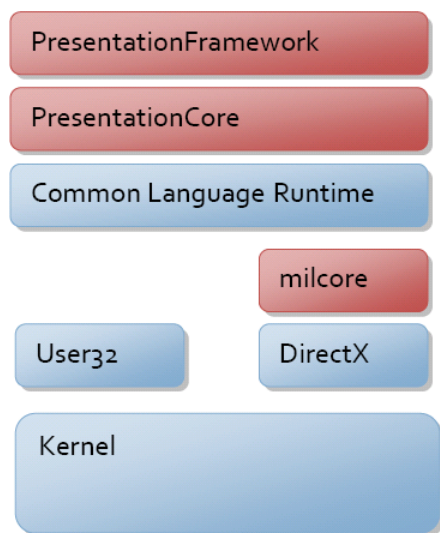 PresentationFramework
PresentationCore
Common Language Runtime
milcore
User32
DirectX
Kernel